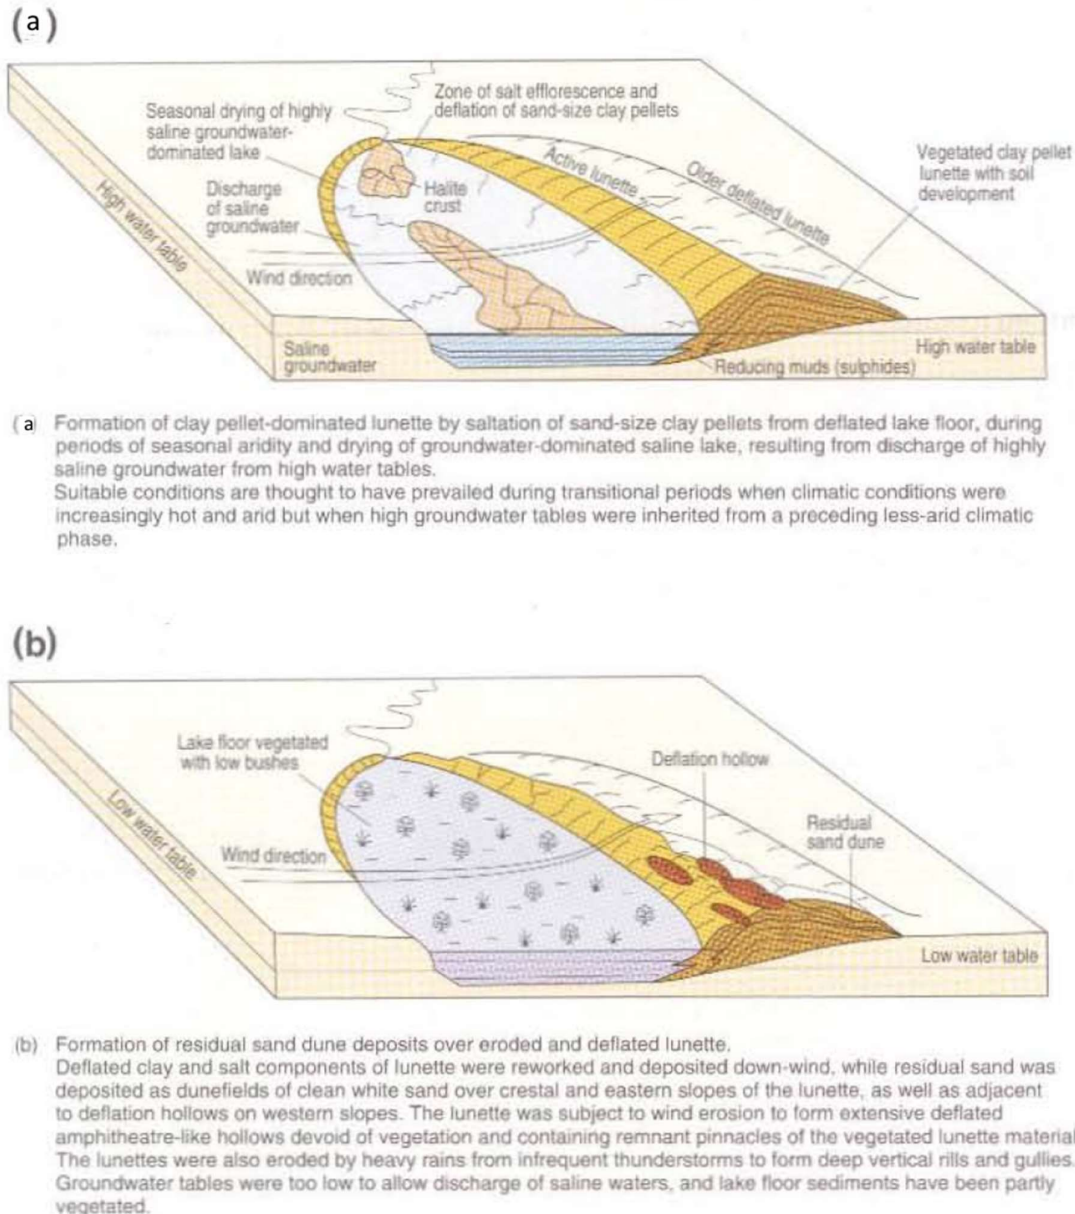 (a)
Zone of salt efflorescence and
deflation of sand-size clay pellets
Seasonal drying of highly
saline groundwater-
dominated lake
Vegetated clay pellet
lunette with soil
development
Active lunette
Older deflated lunette
Discharge
of saline
groundwater
Halite
crust
High water table
Wind direction
Saline
groundwater
High water table
Reducing muds (sulphides)
(a) Formation of clay pellet-dominated lunette by saltation of sand-size clay pellets from deflated lake floor, during
periods of seasonal aridity and drying of groundwater-dominated saline lake, resulting from discharge of highly
saline groundwater from high water tables.
Suitable conditions are thought to have prevailed during transitional periods when climatic conditions were
increasingly hot and arid but when high groundwater tables were inherited from a preceding less-arid climatic
phase.
(b)
Lake floor vegetated
with low bushes
Deflation hollow
Residual
sand dune
Low water table
Wind direction
Low water table
(b) Formation of residual sand dune deposits over eroded and deflated lunette.
Deflated clay and salt components of lunette were reworked and deposited down-wind, while residual sand was
deposited as dunefields of clean white sand over crestal and eastern slopes of the lunette, as well as adjacent
to deflation hollows on western slopes. The lunette was subject to wind erosion to form extensive deflated
amphitheatre-like hollows devoid of vegetation and containing remnant pinnacles of the vegetated lunette material
The lunettes were also eroded by heavy rains from infrequent thunderstorms to form deep vertical rills and gullies.
Groundwater tables were too low to allow discharge of saline waters, and lake floor sediments have been partly
vegetated.